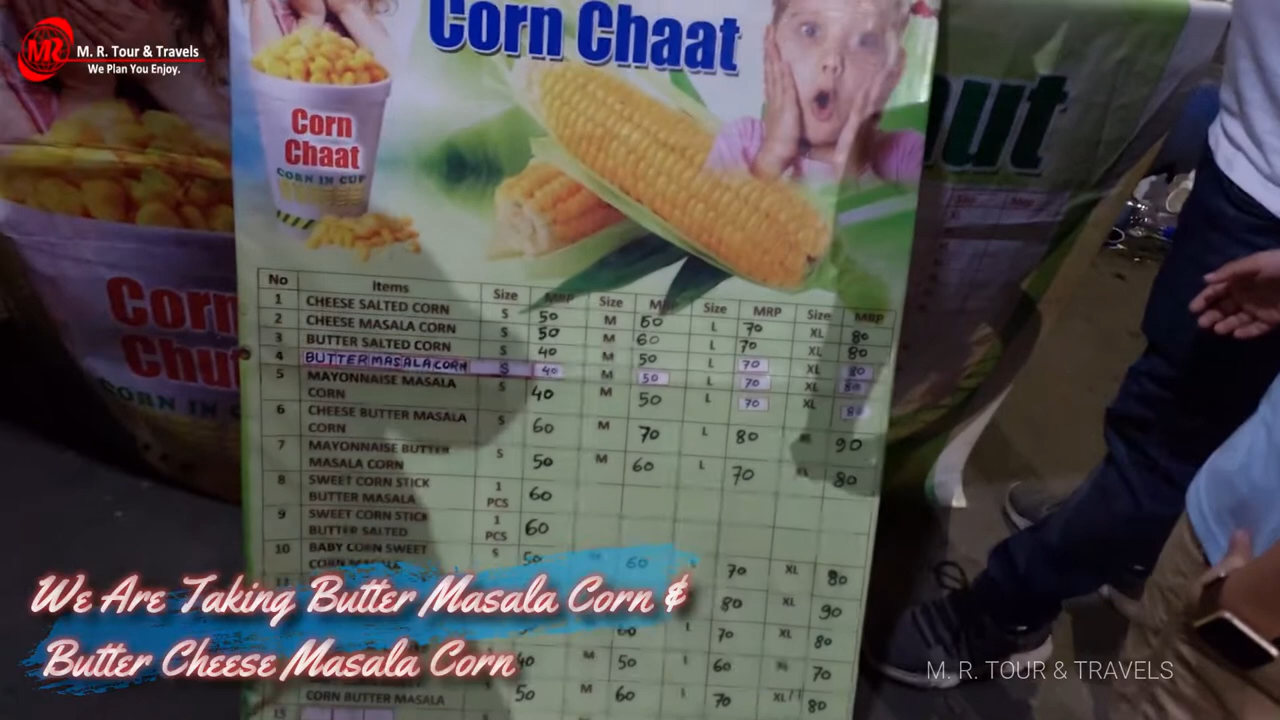 M. R. Tour & Travels
We Plan You Enjoy.
Corn Chaat
Corn
Chaat
CORN IN CUP
Corn
Chut
CORN IN C
ut
No Items Size MRP Size MRP Size MRP Size MRP
1 CHEESE SALTED CORN S 50 M 60 L 70 XL 80
2 CHEESE MASALA CORN S 50 M 60 L 70 XL 80
3 BUTTER SALTED CORN S 40 M 50 L 70 XL 80
4 BUTTER MASALA CORN S 40 M 50 L 70 XL 80
5 MAYONNAISE MASALA S 40 M 50 L 70 XL 80
CORN
6 CHEESE BUTTER MASALA S 60 M 70 L 80 90
CORN
7 MAYONNAISE BUTTER S 50 M 60 L 70 80
MASALA CORN
8 SWEET CORN STICK 1 60
BUTTER MASALA PCS
9 SWEET CORN STICK 1 60
BUTTER SALTED PCS
10 BABY CORN SWEET S 50 60 70 XL 80
80 XL 90
60 L 70 XL 80
40 M 50 60 70
CORN BUTTER MASALA 50 M 60 70 XL 80
We Are Taking Butter Masala Corn &
Butter Cheese Masala Corn
M. R. TOUR & TRAVELS